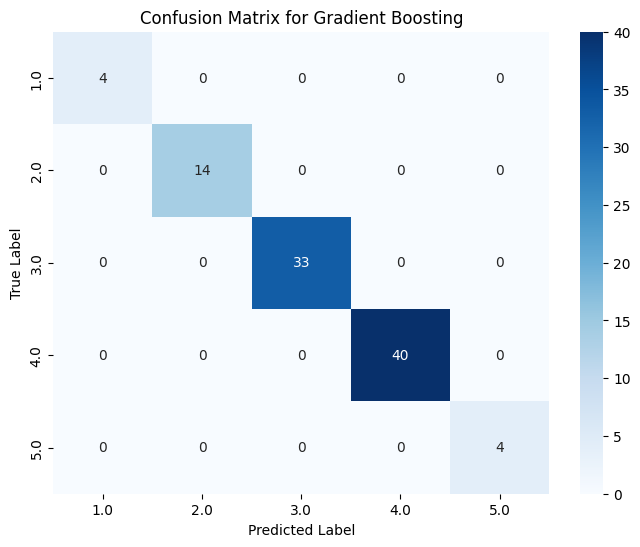 Confusion Matrix for Gradient Boosting
True Label
1.0 4 0 0 0 0
2.0 0 14 0 0 0
3.0 0 0 33 0 0
4.0 0 0 0 40 0
5.0 0 0 0 0 4
1.0 2.0 3.0 4.0 5.0
Predicted Label
40
35
30
25
20
15
10
5
0